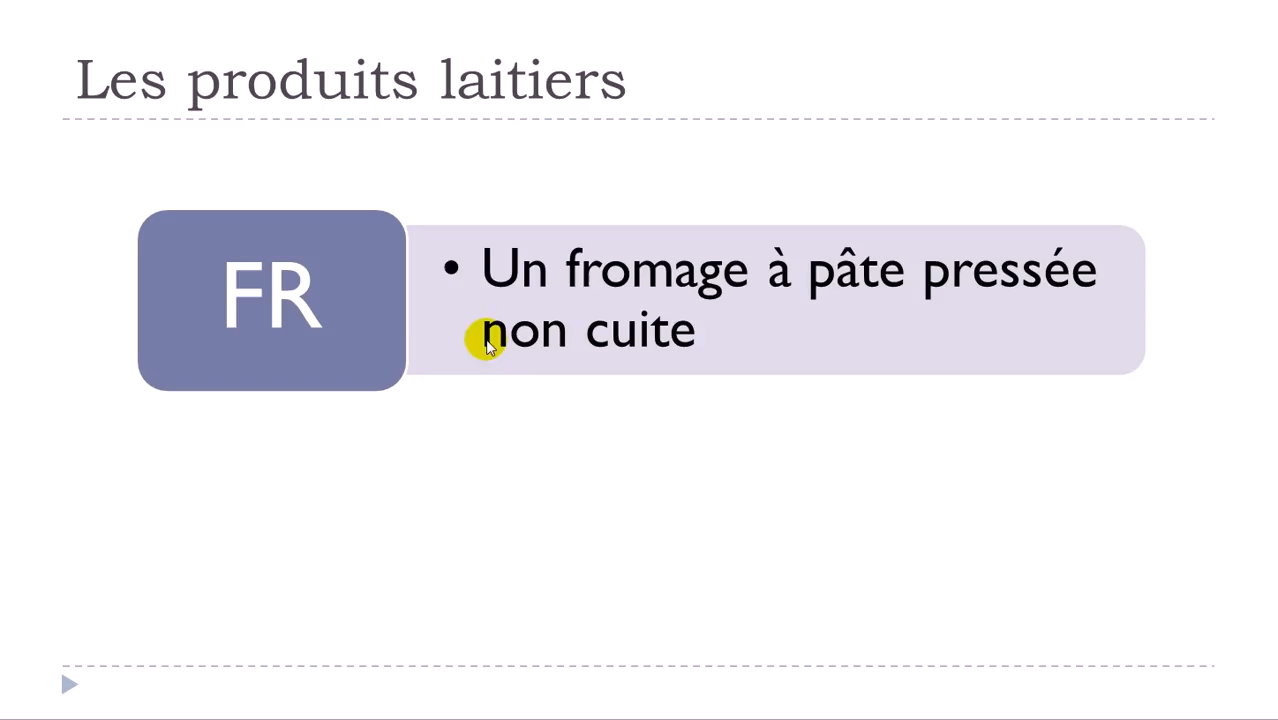 Les produits laitiers
FR
• Un fromage à pâte pressée
non cuite